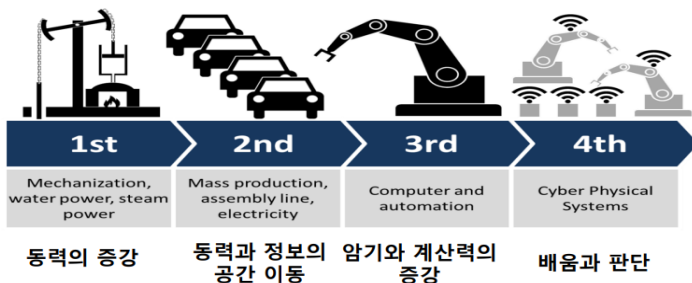 1st
2nd
3rd
4th
Mechanization,
water power, steam
power
Mass production,
assembly line,
electricity
Computer and
automation
Cyber Physical
Systems
동력의 증강
동력과 정보의
공간 이동
암기와 계산력의
증강
배움과 판단